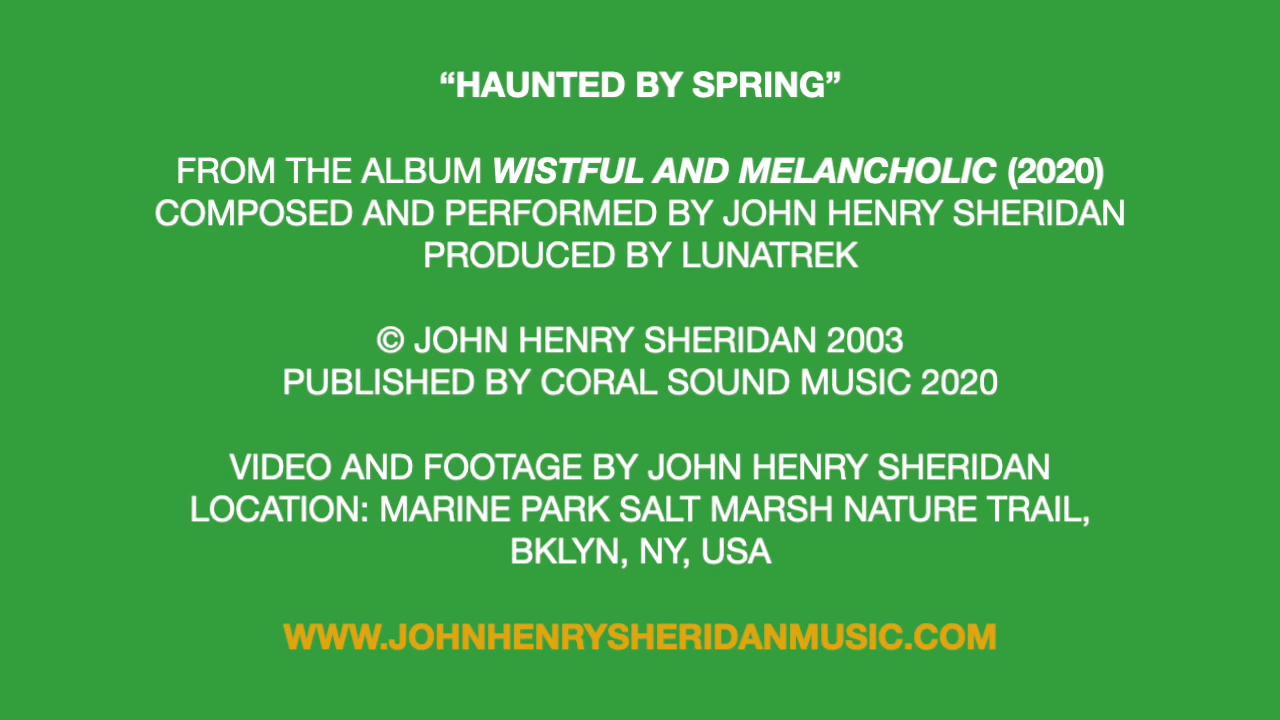 “HAUNTED BY SPRING”
FROM THE ALBUM WISTFUL AND MELANCHOLIC (2020)
COMPOSED AND PERFORMED BY JOHN HENRY SHERIDAN
PRODUCED BY LUNATREK
© JOHN HENRY SHERIDAN 2003
PUBLISHED BY CORAL SOUND MUSIC 2020
VIDEO AND FOOTAGE BY JOHN HENRY SHERIDAN
LOCATION: MARINE PARK SALT MARSH NATURE TRAIL,
BKLYN, NY, USA
WWW.JOHNHENRYSHERIDANMUSIC.COM